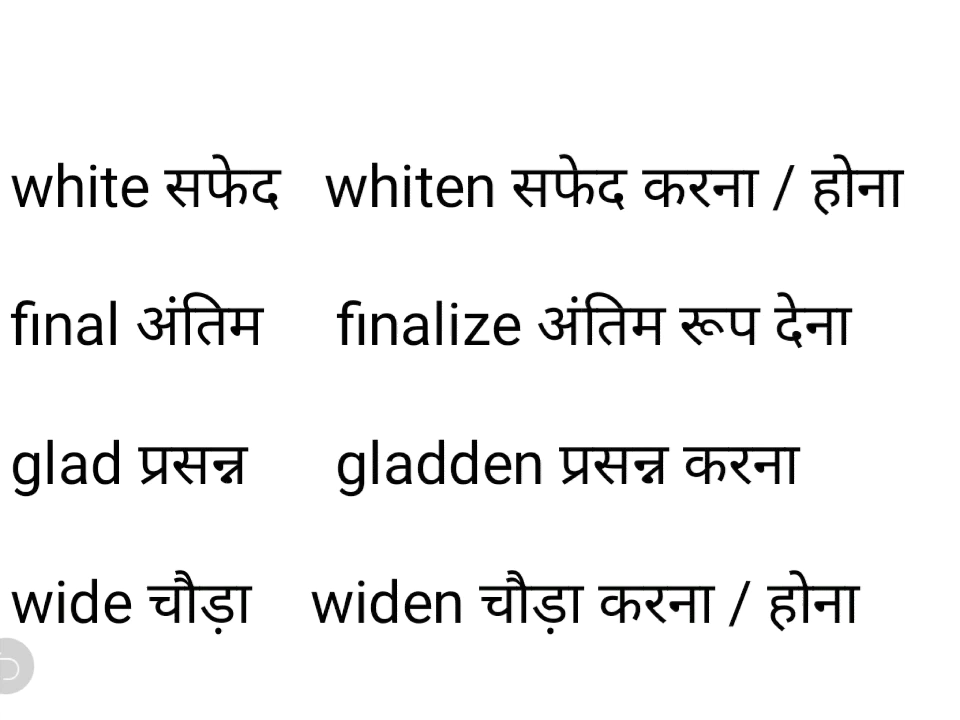 white सफेद whiten सफेद करना / होना
final अंतिम finalize अंतिम रूप देना
glad प्रसन्न gladden प्रसन्न करना
wide चौड़ा widen चौड़ा करना / होना